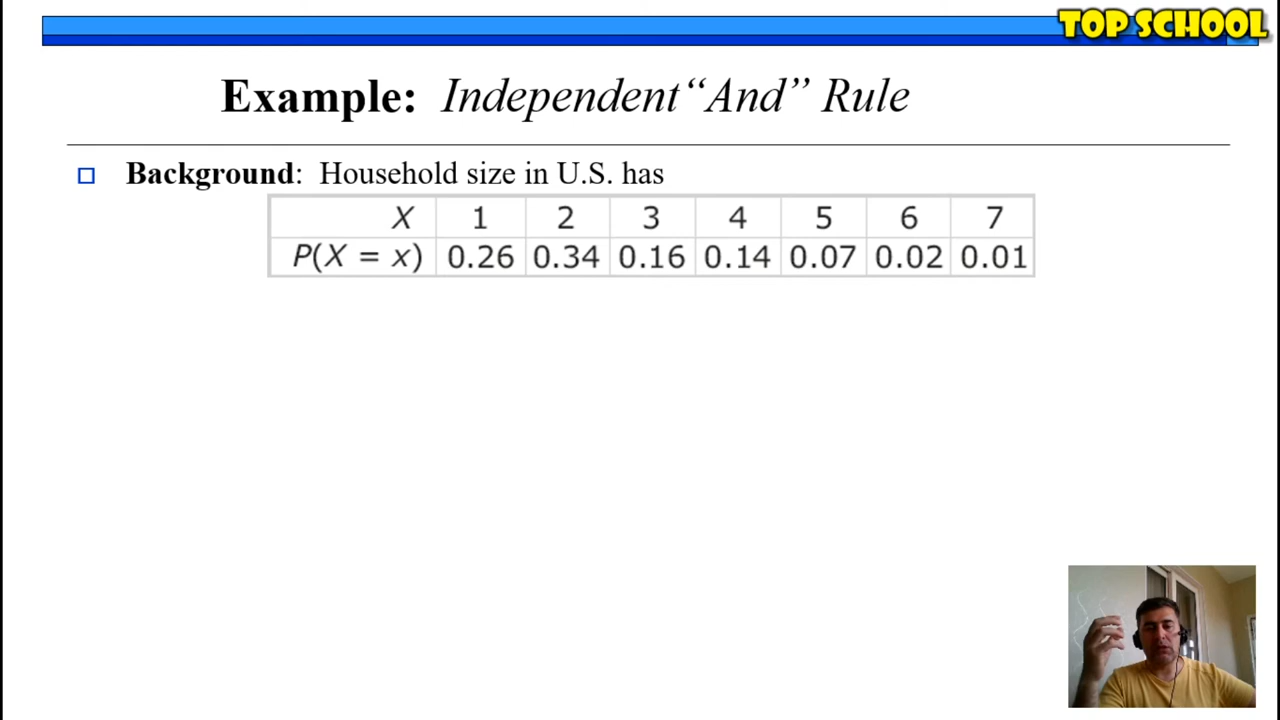 TOP SCHOOL
Example: Independent“And” Rule
Background: Household size in U.S. has
X 1 2 3 4 5 6 7
P(X = x) 0.26 0.34 0.16 0.14 0.07 0.02 0.01